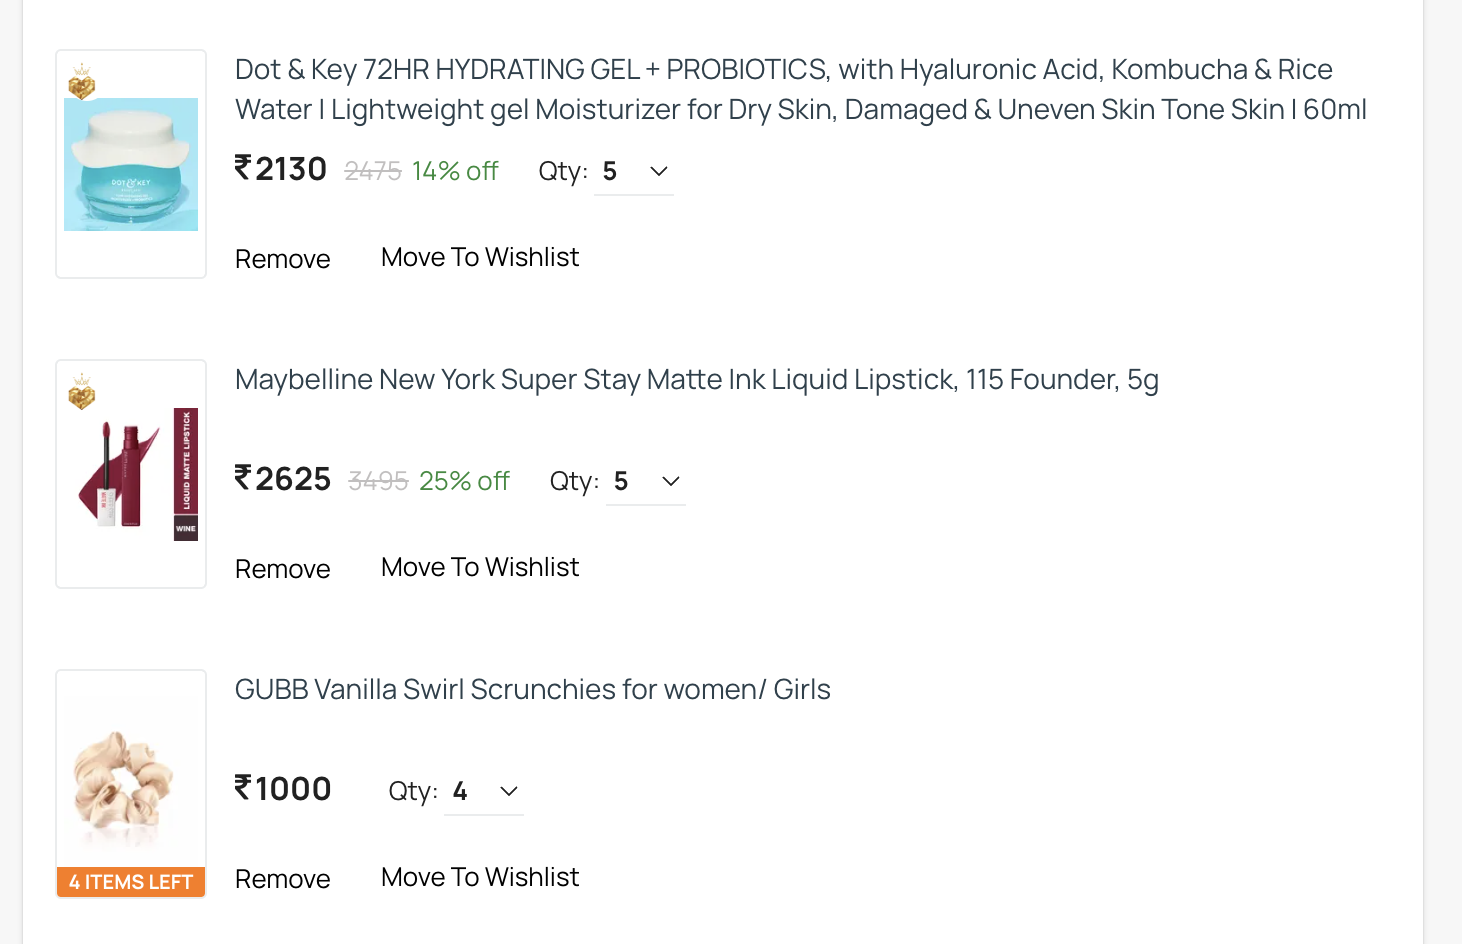 Dot & Key 72HR HYDRATING GEL + PROBIOTICS, with Hyaluronic Acid, Kombucha & Rice
Water | Lightweight gel Moisturizer for Dry Skin, Damaged & Uneven Skin Tone Skin | 60ml
DOT & KEY
₹2130 2475 14% off Qty: 5
Remove Move To Wishlist
Maybelline New York Super Stay Matte Ink Liquid Lipstick, 115 Founder, 5g
LIQUID MATTE LIPSTICK
WINE
₹2625 3495 25% off Qty: 5
Remove Move To Wishlist
GUBB Vanilla Swirl Scrunchies for women/ Girls
₹1000 Qty: 4
4 ITEMS LEFT
Remove Move To Wishlist